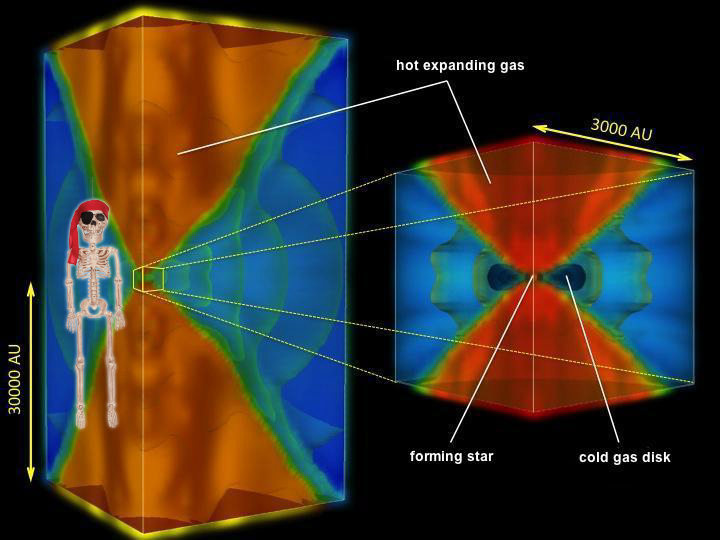 hot expanding gas
3000 AU
30000 AU
forming star
cold gas disk